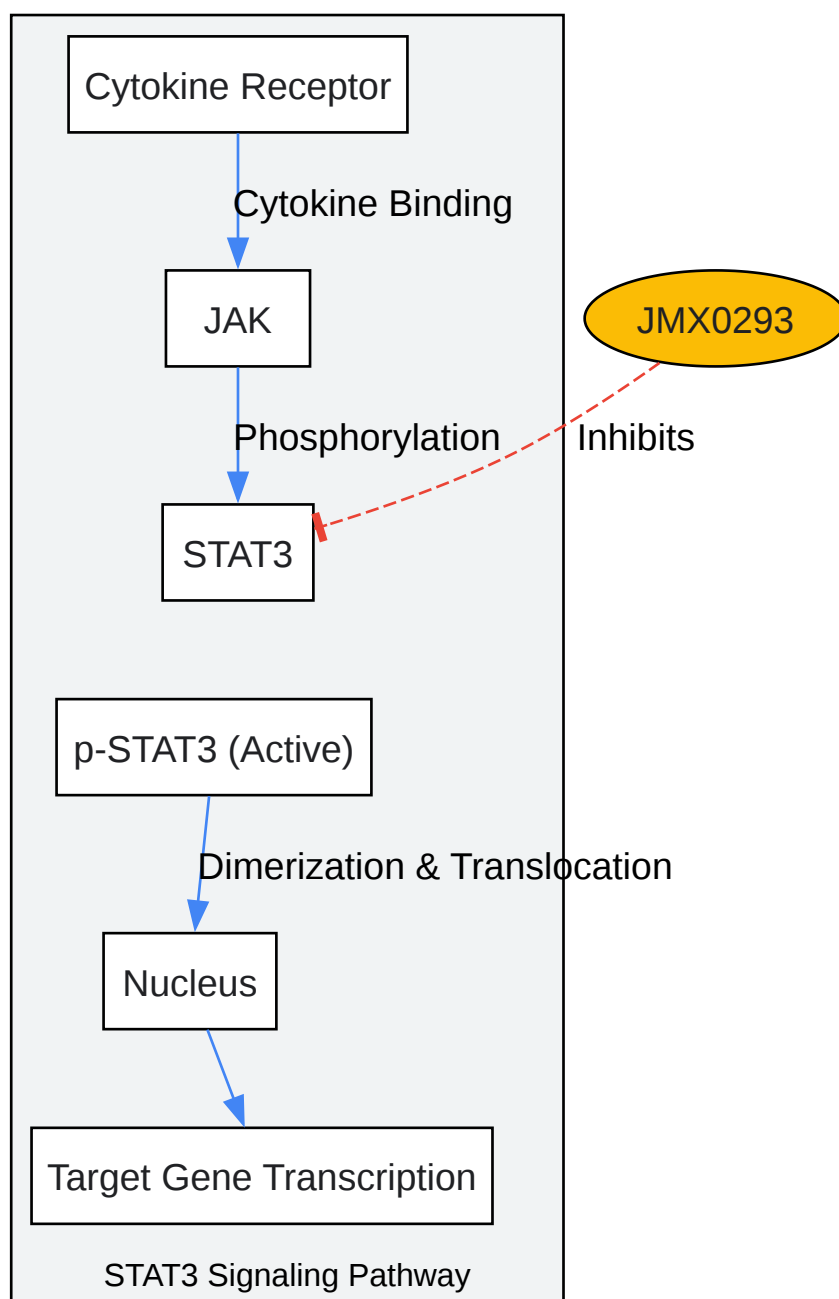 Cytokine Receptor
Cytokine Binding
JAK
JMX0293
Phosphorylation
Inhibits
STAT3
p-STAT3 (Active)
Dimerization & Translocation
Nucleus
Target Gene Transcription
STAT3 Signaling Pathway